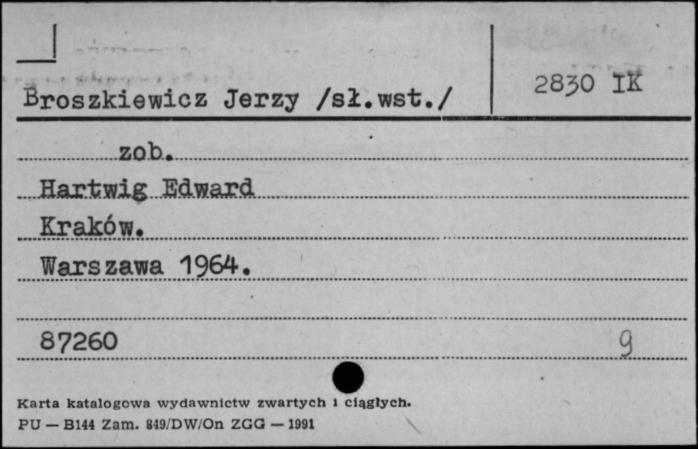 Broszkiewicz Jerzy /sł.wst./
2830 IK
zob.
Hartwig Edward
Kraków.
Warszawa 1964.
87260
9
Karta katalogowa wydawnictw zwartych i ciągłych.
PU — B144 Zam. 849/DW/On ZGG — 1991